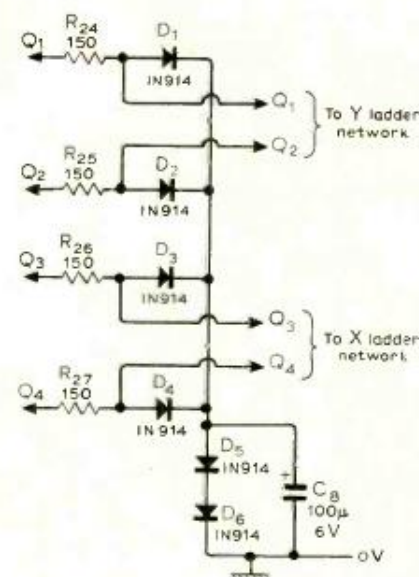 R24
150
Q1
D1
IN914
Q1
To Y ladder
network
Q2
R25
150
Q2
D2
IN914
R26
150
Q3
D3
IN914
Q3
To X ladder
network
Q4
R27
150
Q4
D4
IN914
D5
IN914
D6
IN914
+
C8
100μ
6V
oV